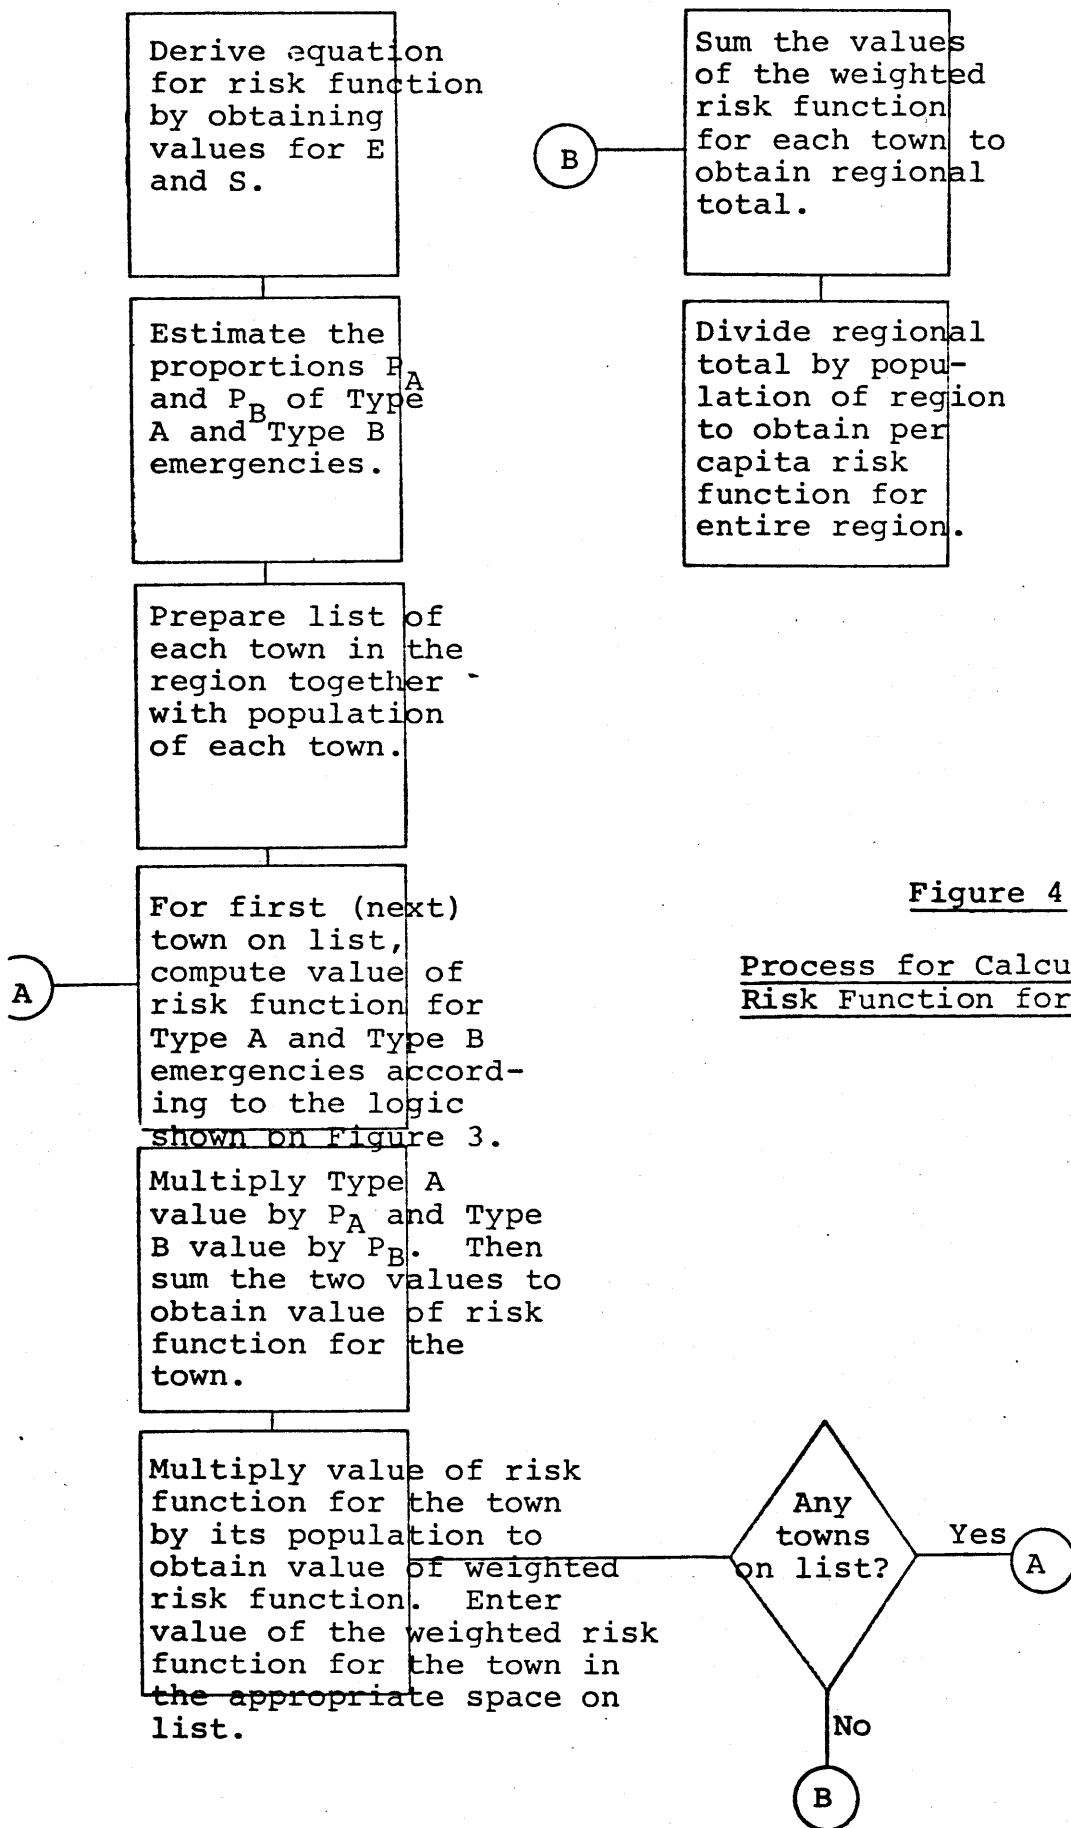 Derive equation
for risk function
by obtaining
values for E
and S.
Estimate the
proportions P_A
and P_B of Type
A and Type B
emergencies.
Prepare list of
each town in the
region together
with population
of each town.
A
For first (next)
town on list,
compute value of
risk function for
Type A and Type B
emergencies accord-
ing to the logic
shown on Figure 3.
Multiply Type A
value by P_A and Type
B value by P_B. Then
sum the two values to
obtain value of risk
function for the
town.
Multiply value of risk
function for the town
by its population to
obtain value of weighted
risk function. Enter
value of the weighted risk
function for the town in
the appropriate space on
list.
Any
towns
on list?
Yes
A
No
B
B
Sum the values
of the weighted
risk function
for each town to
obtain regional
total.
Divide regional
total by popu-
lation of region
to obtain per
capita risk
function for
entire region.
Figure 4
Process for Calcu
Risk Function for